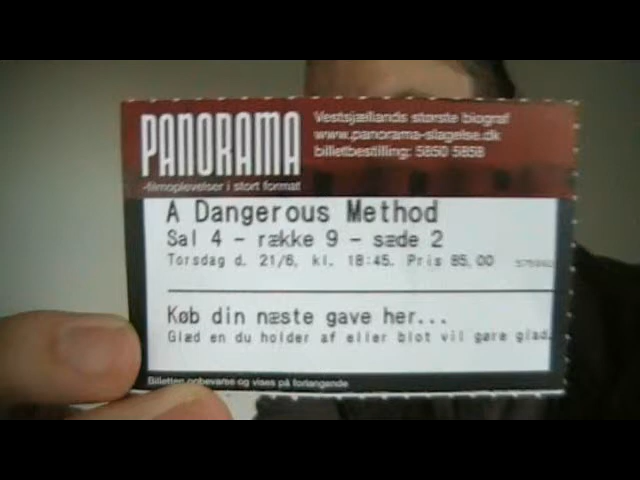 PANORAMA
-filmoplevelser i stort format
Vestsjællands største biograf
www.panorama-slagelse.dk
billetbestilling: 5850 5858
A Dangerous Method
Sal 4 - række 9 - sæde 2
Torsdag d. 21/6, kl. 18:45. Pris 85,00
Køb din næste gave her...
Glæd en du holder af eller blot vil gøre glad.
Billetten opbevares og vises på forlangende